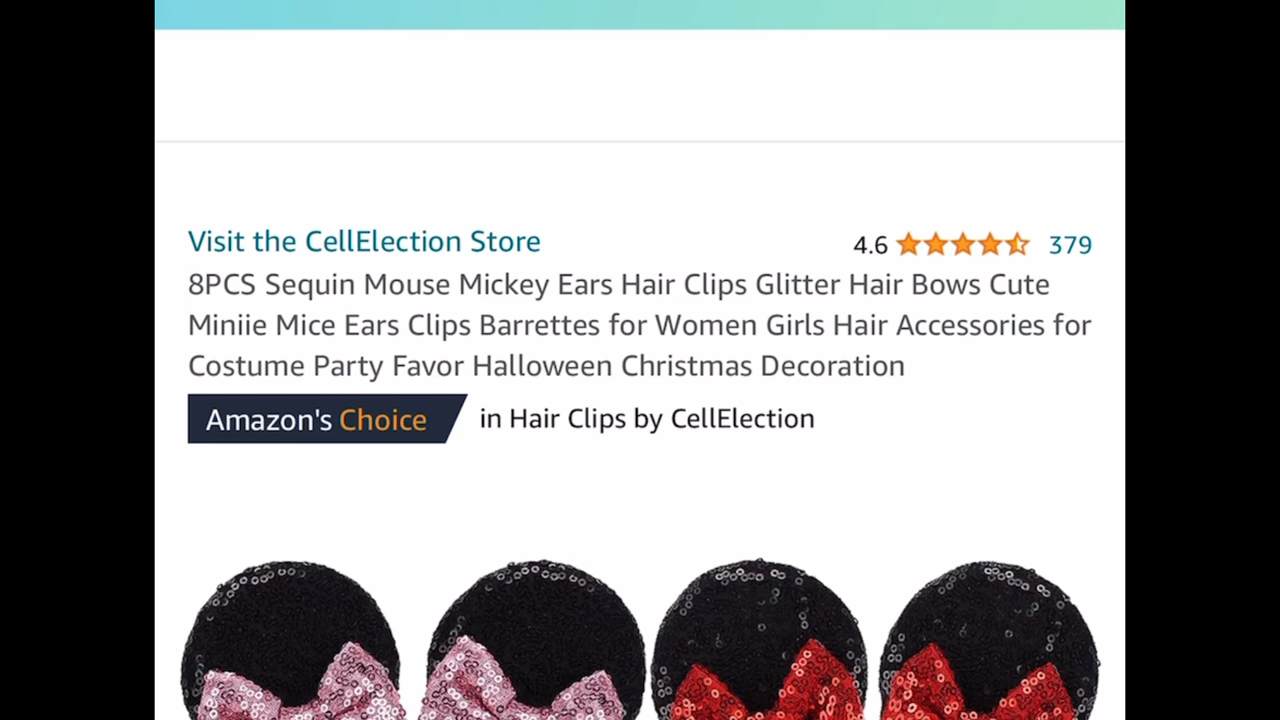 Visit the CellElection Store
4.6 379
8PCS Sequin Mouse Mickey Ears Hair Clips Glitter Hair Bows Cute
Miniie Mice Ears Clips Barrettes for Women Girls Hair Accessories for
Costume Party Favor Halloween Christmas Decoration
Amazon's Choice in Hair Clips by CellElection